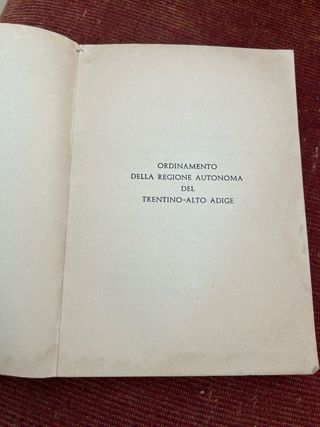 ORDINAMENTO
DELLA REGIONE AUTONOMA
DEL
TRENTINO-ALTO ADIGE